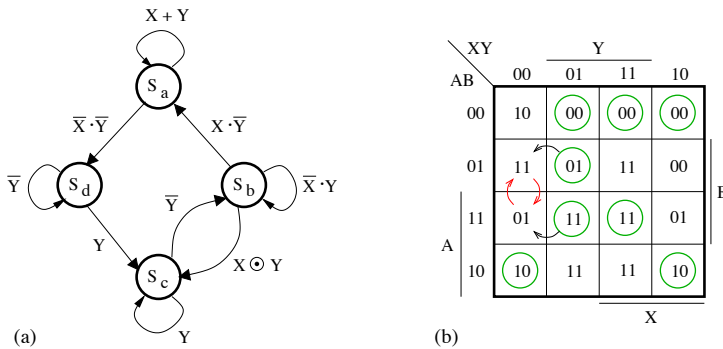 X + Y
S a
X̅ · Y̅
X · Y̅
Y̅
S d
Y̅
S b
X̅ · Y
Y
X ⊙ Y
S c
Y
(a)
XY
Y
AB
00 01 11 10
00 10 00 00 00
01 11 01 11 00
B
11 01 11 11 01
A
10 10 11 11 10
X
(b)